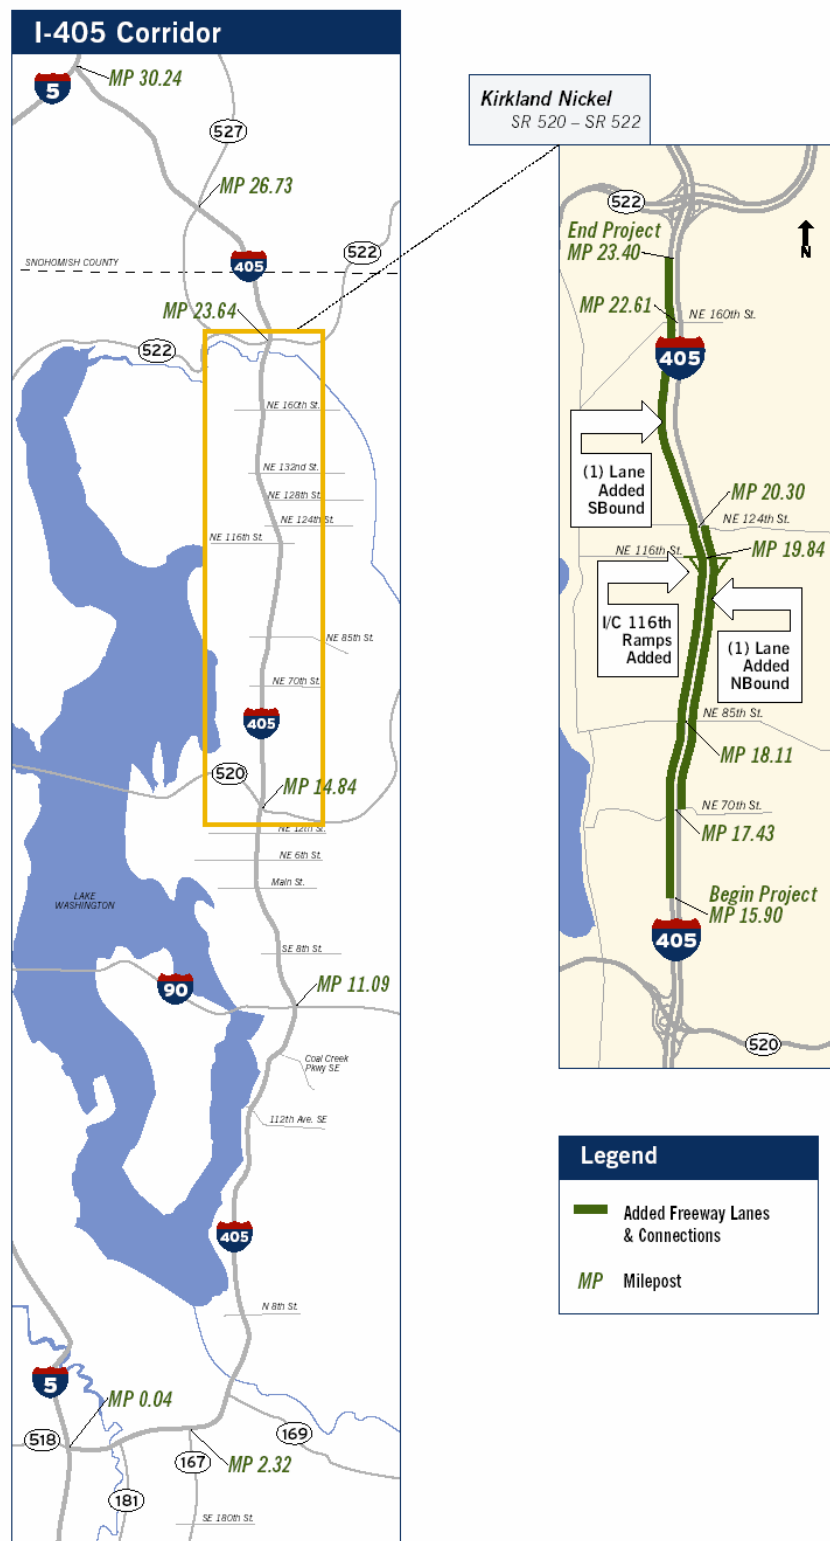 I-405 Corridor
5
MP 30.24
527
MP 26.73
405
522
SNOHOMISH COUNTY
MP 23.64
522
NE 160th St.
NE 132nd St.
NE 128th St.
NE 124th St.
NE 116th St.
NE 85th St.
NE 70th St.
405
520
MP 14.84
NE 12th St.
NE 6th St.
Main St.
LAKE
WASHINGTON
SE 8th St.
90
MP 11.09
Coal Creek
Pkwy SE
112th Ave. SE
405
N 8th St.
5
MP 0.04
518
169
167
MP 2.32
181
SE 180th St.
Kirkland Nickel
SR 520 – SR 522
522
End Project
MP 23.40
N
MP 22.61
NE 160th St.
405
(1) Lane
Added
SBound
MP 20.30
NE 124th St.
NE 116th St.
MP 19.84
I/C 116th
Ramps
Added
(1) Lane
Added
NBound
NE 85th St.
MP 18.11
NE 70th St.
MP 17.43
Begin Project
MP 15.90
405
520
Legend
Added Freeway Lanes
& Connections
MP Milepost